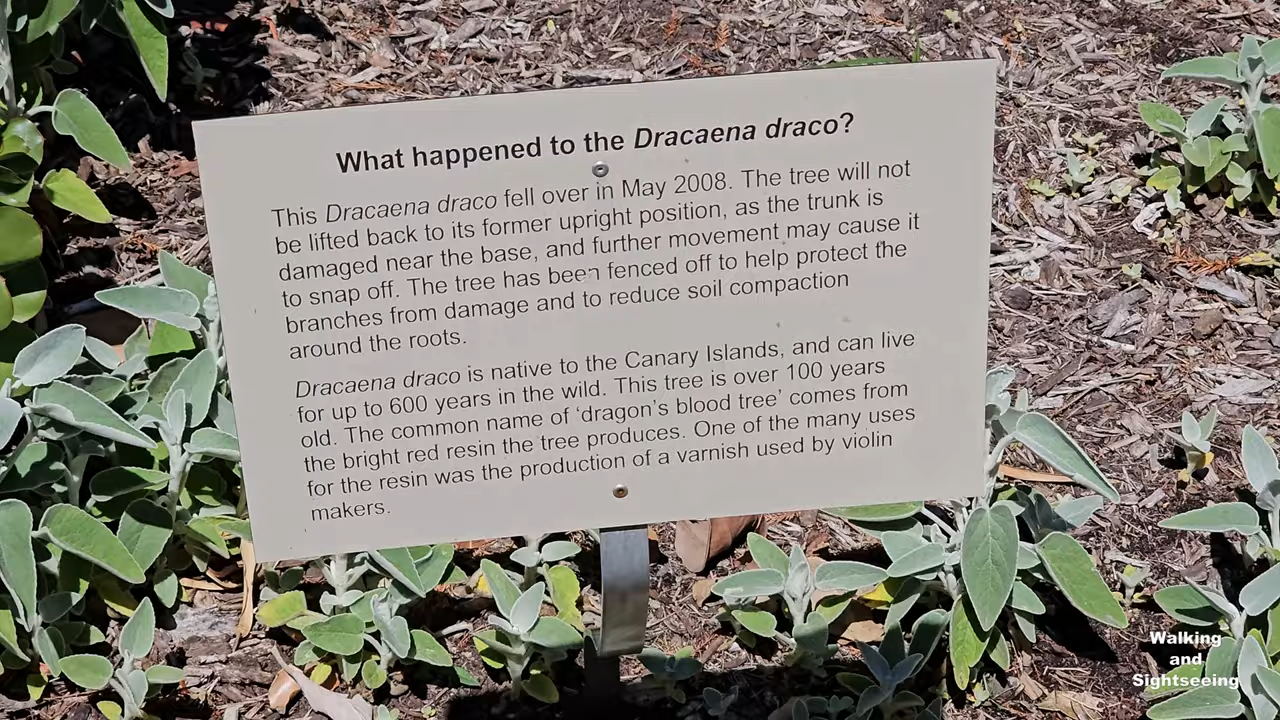 What happened to the Dracaena draco?
This Dracaena draco fell over in May 2008. The tree will not
be lifted back to its former upright position, as the trunk is
damaged near the base, and further movement may cause it
to snap off. The tree has been fenced off to help protect the
branches from damage and to reduce soil compaction
around the roots.
Dracaena draco is native to the Canary Islands, and can live
for up to 600 years in the wild. This tree is over 100 years
old. The common name of ‘dragon’s blood tree’ comes from
the bright red resin the tree produces. One of the many uses
for the resin was the production of a varnish used by violin
makers.
Walking
and
Sightseeing